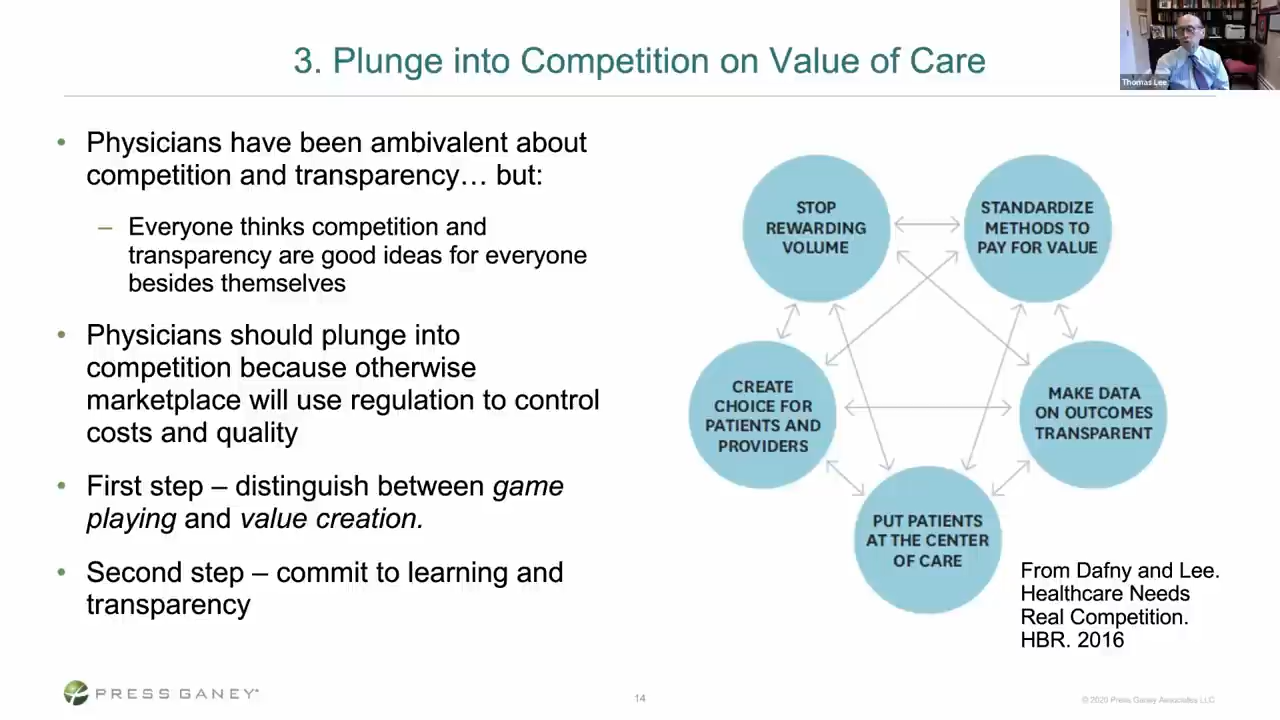 3. Plunge into Competition on Value of Care
Thomas Lee
• Physicians have been ambivalent about
competition and transparency… but:
– Everyone thinks competition and
transparency are good ideas for everyone
besides themselves
• Physicians should plunge into
competition because otherwise
marketplace will use regulation to control
costs and quality
• First step – distinguish between game
playing and value creation.
• Second step – commit to learning and
transparency
STOP
REWARDING
VOLUME
STANDARDIZE
METHODS TO
PAY FOR VALUE
CREATE
CHOICE FOR
PATIENTS AND
PROVIDERS
MAKE DATA
ON OUTCOMES
TRANSPARENT
PUT PATIENTS
AT THE CENTER
OF CARE
From Dafny and Lee.
Healthcare Needs
Real Competition.
HBR. 2016
PRESS GANEY
14
© 2020 Press Ganey Associates LLC